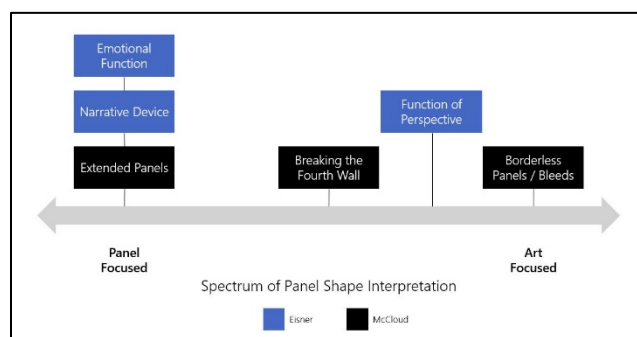 Emotional
Function
Narrative Device
Function of
Perspective
Extended Panels
Breaking the
Fourth Wall
Borderless
Panels / Bleeds
Panel
Focused
Art
Focused
Spectrum of Panel Shape Interpretation
Eisner
McCloud